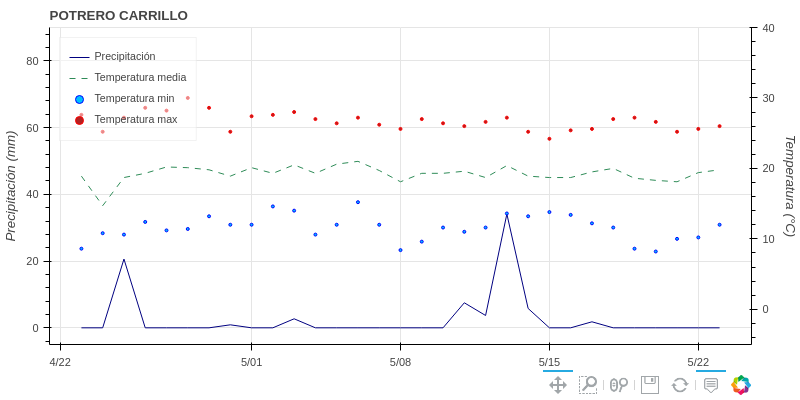 POTRERO CARRILLO
Precipitación
Temperatura media
Temperatura min
Temperatura max
Precipitación (mm)
80
60
40
20
0
Temperatura (°C)
40
30
20
10
0
4/22
5/01
5/08
5/15
5/22